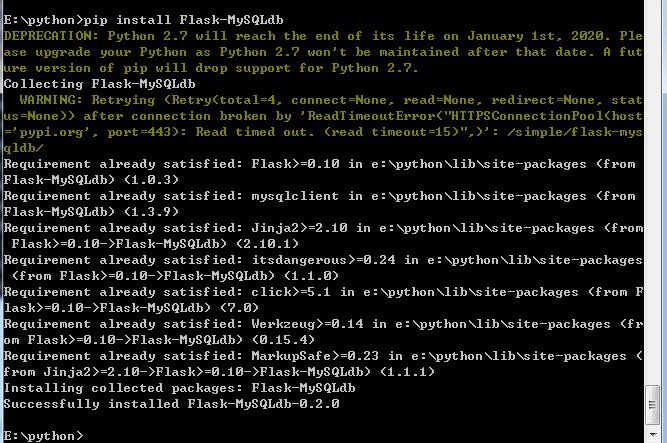 E:\python>pip install Flask-MySQLdb
DEPRECATION: Python 2.7 will reach the end of its life on January 1st, 2020. Ple
ase upgrade your Python as Python 2.7 won't be maintained after that date. A fut
ure version of pip will drop support for Python 2.7.
Collecting Flask-MySQLdb
  WARNING: Retrying (Retry(total=4, connect=None, read=None, redirect=None, stat
us=None)) after connection broken by 'ReadTimeoutError("HTTPSConnectionPool(host
='pypi.org', port=443): Read timed out. (read timeout=15)",)': /simple/flask-mys
qldb/
Requirement already satisfied: Flask>=0.10 in e:\python\lib\site-packages (from
Flask-MySQLdb) (1.0.3)
Requirement already satisfied: mysqlclient in e:\python\lib\site-packages (from
Flask-MySQLdb) (1.3.9)
Requirement already satisfied: Jinja2>=2.10 in e:\python\lib\site-packages (from
 Flask>=0.10->Flask-MySQLdb) (2.10.1)
Requirement already satisfied: itsdangerous>=0.24 in e:\python\lib\site-packages
 (from Flask>=0.10->Flask-MySQLdb) (1.1.0)
Requirement already satisfied: click>=5.1 in e:\python\lib\site-packages (from F
lask>=0.10->Flask-MySQLdb) (7.0)
Requirement already satisfied: Werkzeug>=0.14 in e:\python\lib\site-packages (fr
om Flask>=0.10->Flask-MySQLdb) (0.15.4)
Requirement already satisfied: MarkupSafe>=0.23 in e:\python\lib\site-packages (
from Jinja2>=2.10->Flask>=0.10->Flask-MySQLdb) (1.1.1)
Installing collected packages: Flask-MySQLdb
Successfully installed Flask-MySQLdb-0.2.0
E:\python>